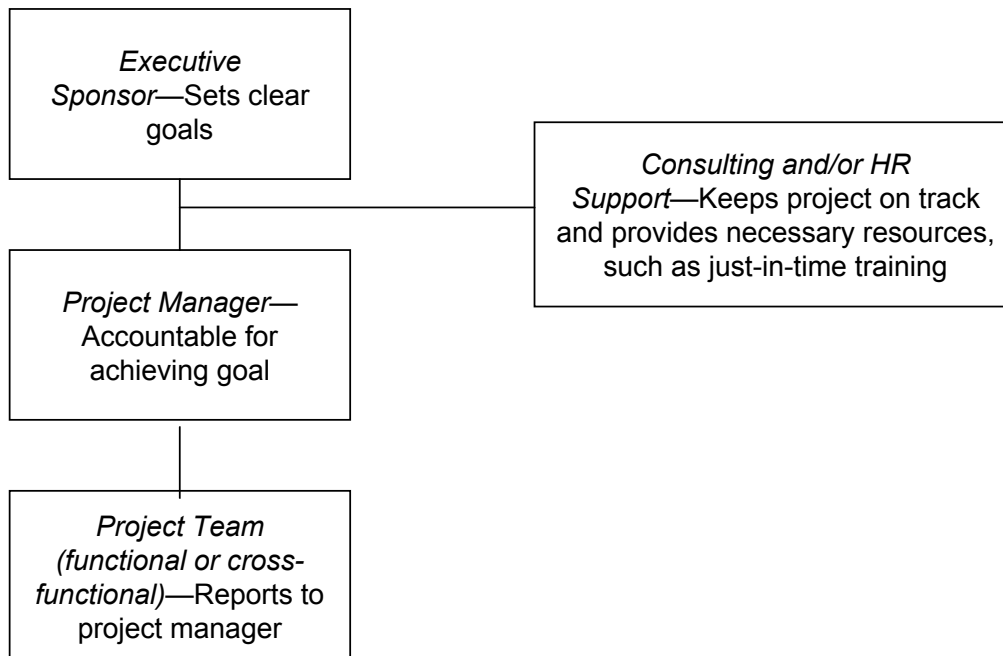 Executive
Sponsor—Sets clear
goals
Consulting and/or HR
Support—Keeps project on track
and provides necessary resources,
such as just-in-time training
Project Manager—
Accountable for
achieving goal
Project Team
(functional or cross-
functional)—Reports to
project manager